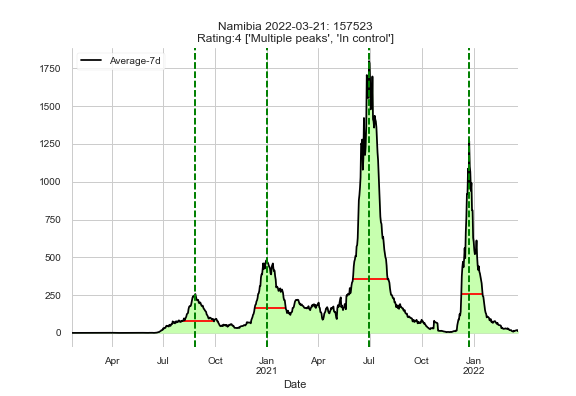 Namibia 2022-03-21: 157523
Rating:4 ['Multiple peaks', 'In control']
Average-7d
1750
1500
1250
1000
750
500
250
0
Apr Jul Oct Jan Apr Jul Oct Jan
2021 2022
Date